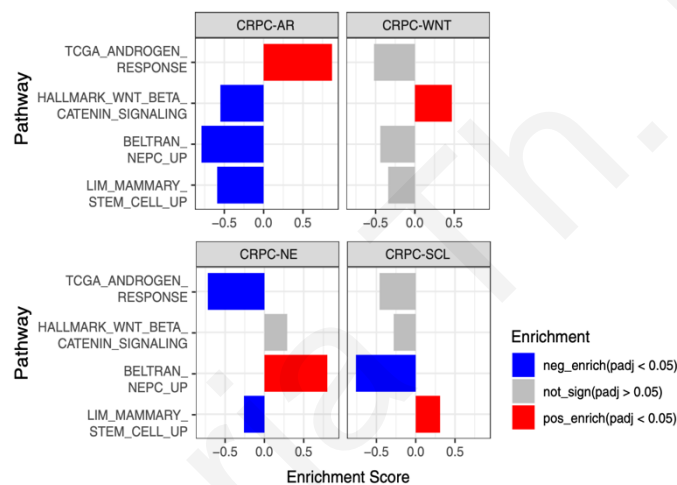 CRPC-AR CRPC-WNT
TCGA_ANDROGEN_
RESPONSE
HALLMARK_WNT_BETA_
CATENIN_SIGNALING
BELTRAN_
NEPC_UP
LIM_MAMMARY_
STEM_CELL_UP
Pathway
−0.5 0.0 0.5 −0.5 0.0 0.5
CRPC-NE CRPC-SCL
TCGA_ANDROGEN_
RESPONSE
HALLMARK_WNT_BETA_
CATENIN_SIGNALING
BELTRAN_
NEPC_UP
LIM_MAMMARY_
STEM_CELL_UP
Pathway
−0.5 0.0 0.5 −0.5 0.0 0.5
Enrichment Score
Enrichment
neg_enrich(padj < 0.05)
not_sign(padj > 0.05)
pos_enrich(padj < 0.05)
ria Th.